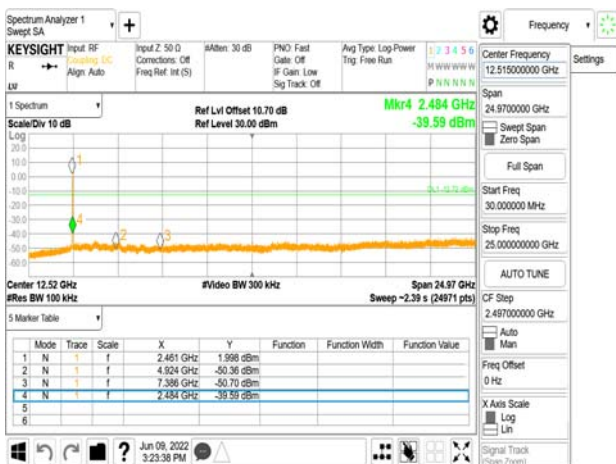 Spectrum Analyzer 1
Swept SA
+
Frequency
KEYSIGHT
R
Input: RF
Coupling: DC
Align: Auto
Input Z: 50 Ω
Corrections: Off
Freq Ref: Int (S)
#Atten: 30 dB
PNO: Fast
Gate: Off
IF Gain: Low
Sig Track: Off
Avg Type: Log-Power
Trig: Free Run
1 2 3 4 5 6
M W W W W W
P N N N N N
1 Spectrum
Scale/Div 10 dB
Ref Lvl Offset 10.70 dB
Ref Level 30.00 dBm
Mkr4 2.484 GHz
-39.59 dBm
Log
20.0
10.0
0.00
-10.0
-20.0
-30.0
-40.0
-50.0
-60.0
1
2
3
4
DL1 -12.72 dBm
Center 12.52 GHz
#Res BW 100 kHz
#Video BW 300 kHz
Span 24.97 GHz
Sweep ~2.39 s (24971 pts)
5 Marker Table
Mode Trace Scale X Y Function Function Width Function Value
1 N 1 f 2.461 GHz 1.998 dBm
2 N 1 f 4.924 GHz -50.36 dBm
3 N 1 f 7.386 GHz -50.70 dBm
4 N 1 f 2.484 GHz -39.59 dBm
5
6
?
Jun 09, 2022
3:23:38 PM
Center Frequency
12.515000000 GHz
Settings
Span
24.9700000 GHz
Swept Span
Zero Span
Full Span
Start Freq
30.000000 MHz
Stop Freq
25.000000000 GHz
AUTO TUNE
CF Step
2.497000000 GHz
Auto
Man
Freq Offset
0 Hz
X Axis Scale
Log
Lin
Signal Track
(Span Zoom)